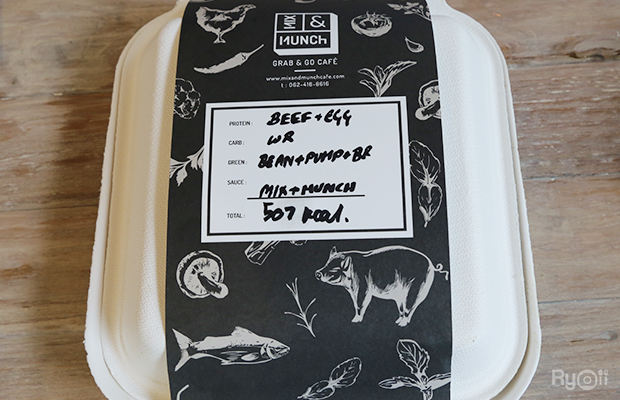 MIX & MUNCH
GRAB & GO CAFÉ
www.mixandmunchcafe.com
t : 062-416-6616
PROTEIN : BEEF + EGG
CARB : WR
GREEN : BEAN + PUMP + BR
SAUCE : MIX + MUNCH
TOTAL : 507 kcal.
Ryoii